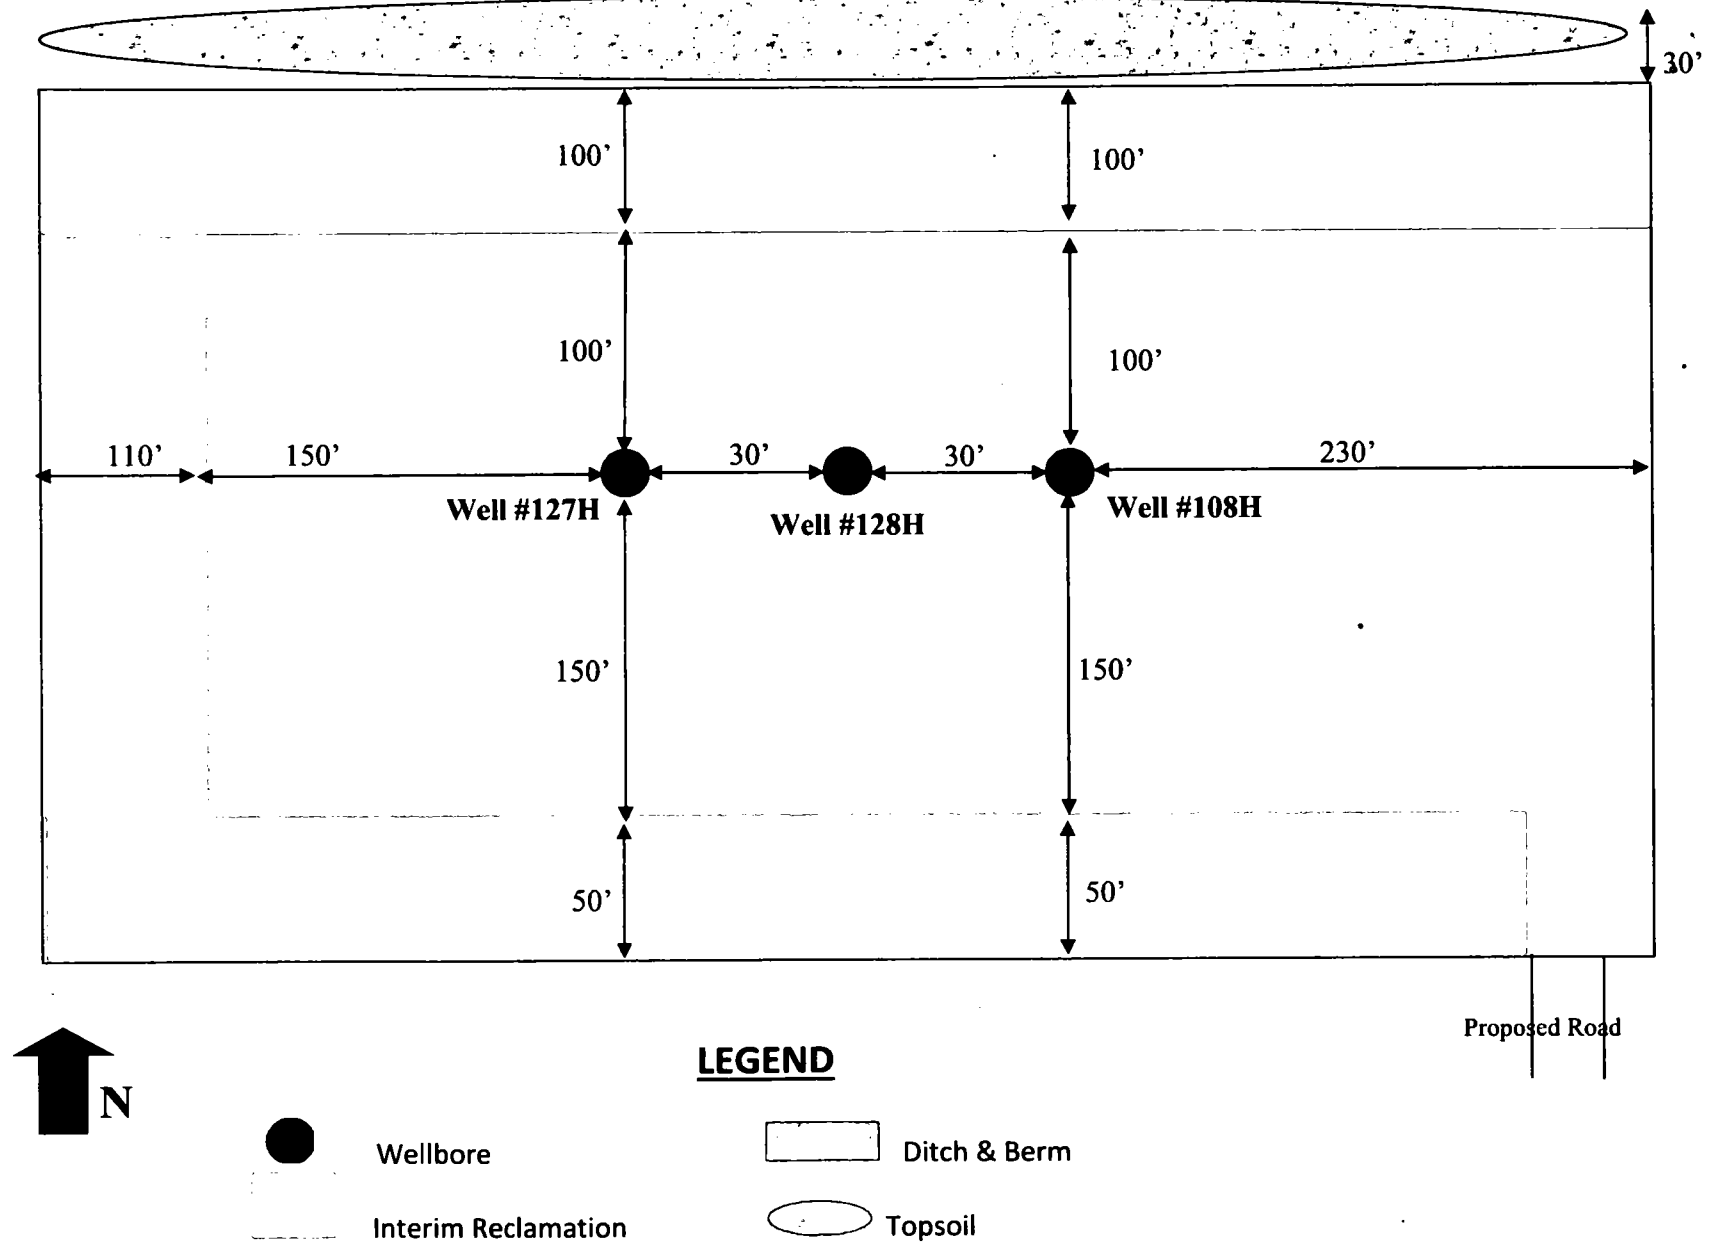 30’
100’
100’
100’
100’
110’
150’
30’
30’
230’
Well #127H
Well #128H
Well #108H
150’
150’
50’
50’
Proposed Road
N
LEGEND
Wellbore
Ditch & Berm
Interim Reclamation
Topsoil